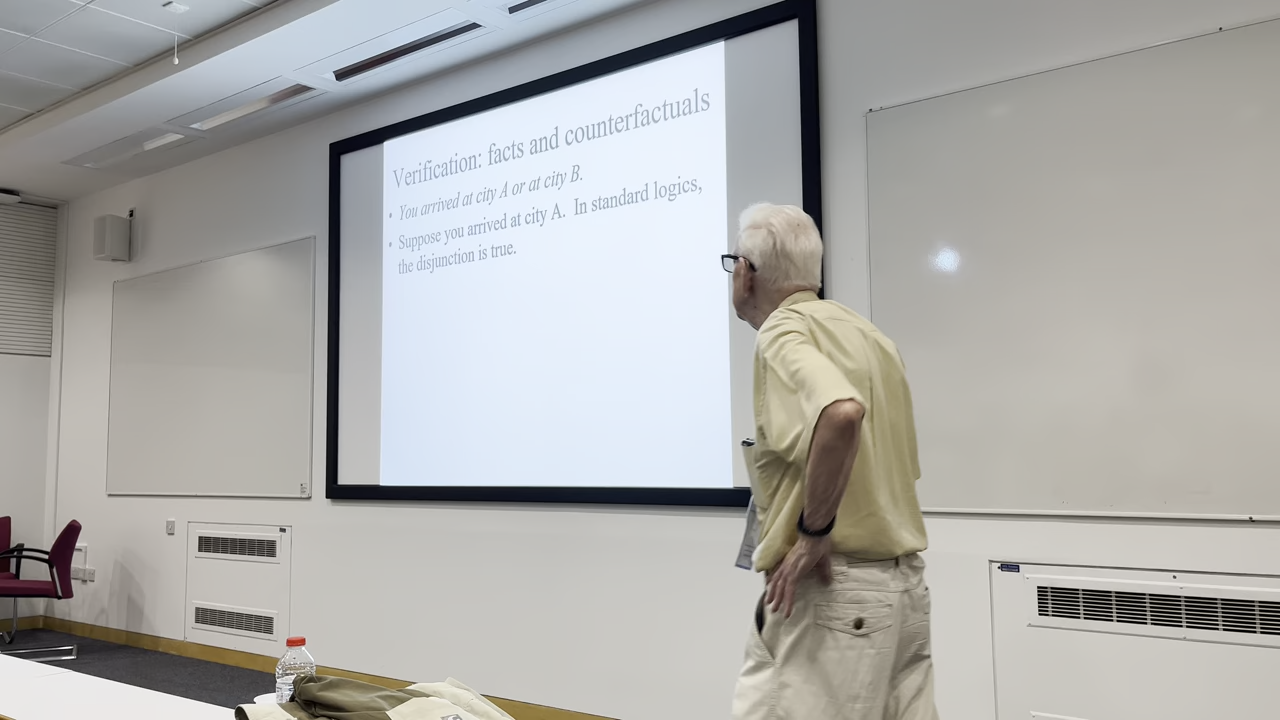 Verification: facts and counterfactuals
• You arrived at city A or at city B.
• Suppose you arrived at city A. In standard logics,
the disjunction is true.